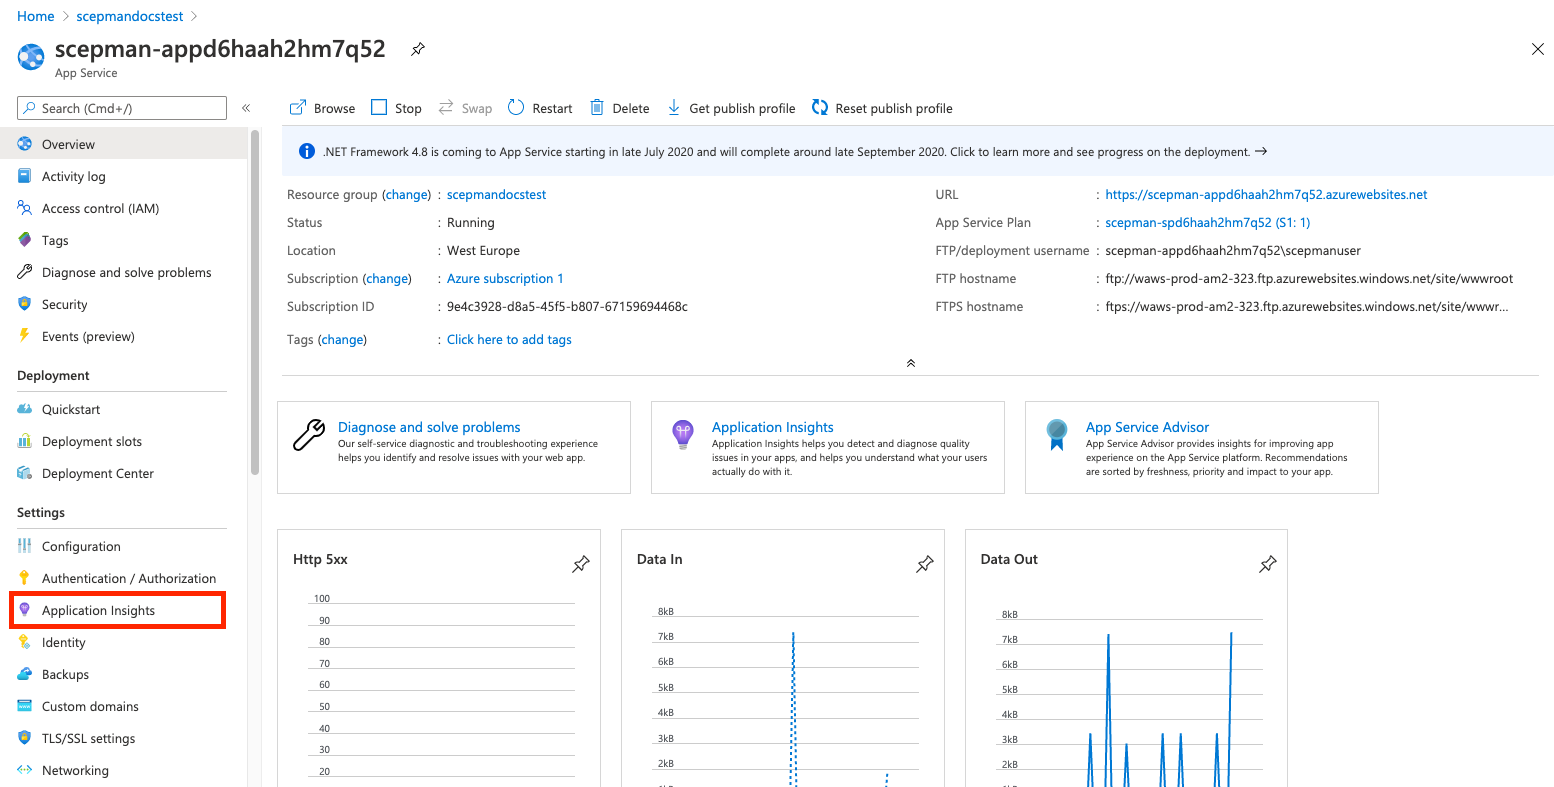 Home > scepmandocstest >
scepman-appd6haah2hm7q52
App Service
Search (Cmd+/)
«
Browse Stop Swap Restart Delete Get publish profile Reset publish profile
Overview
Activity log
Access control (IAM)
Tags
Diagnose and solve problems
Security
Events (preview)
Deployment
Quickstart
Deployment slots
Deployment Center
Settings
Configuration
Authentication / Authorization
Application Insights
Identity
Backups
Custom domains
TLS/SSL settings
Networking
.NET Framework 4.8 is coming to App Service starting in late July 2020 and will complete around late September 2020. Click to learn more and see progress on the deployment. →
Resource group (change) : scepmandocstest
Status : Running
Location : West Europe
Subscription (change) : Azure subscription 1
Subscription ID : 9e4c3928-d8a5-45f5-b807-67159694468c
Tags (change) : Click here to add tags
URL : https://scepman-appd6haah2hm7q52.azurewebsites.net
App Service Plan : scepman-spd6haah2hm7q52 (S1: 1)
FTP/deployment username : scepman-appd6haah2hm7q52\scepmanuser
FTP hostname : ftp://waws-prod-am2-323.ftp.azurewebsites.windows.net/site/wwwroot
FTPS hostname : ftps://waws-prod-am2-323.ftp.azurewebsites.windows.net/site/wwwr...
Diagnose and solve problems
Our self-service diagnostic and troubleshooting experience
helps you identify and resolve issues with your web app.
Application Insights
Application Insights helps you detect and diagnose quality
issues in your apps, and helps you understand what your users
actually do with it.
App Service Advisor
App Service Advisor provides insights for improving app
experience on the App Service platform. Recommendations
are sorted by freshness, priority and impact to your app.
Http 5xx
100
90
80
70
60
50
40
30
20
Data In
8kB
7kB
6kB
5kB
4kB
3kB
2kB
Data Out
8kB
7kB
6kB
5kB
4kB
3kB
2kB